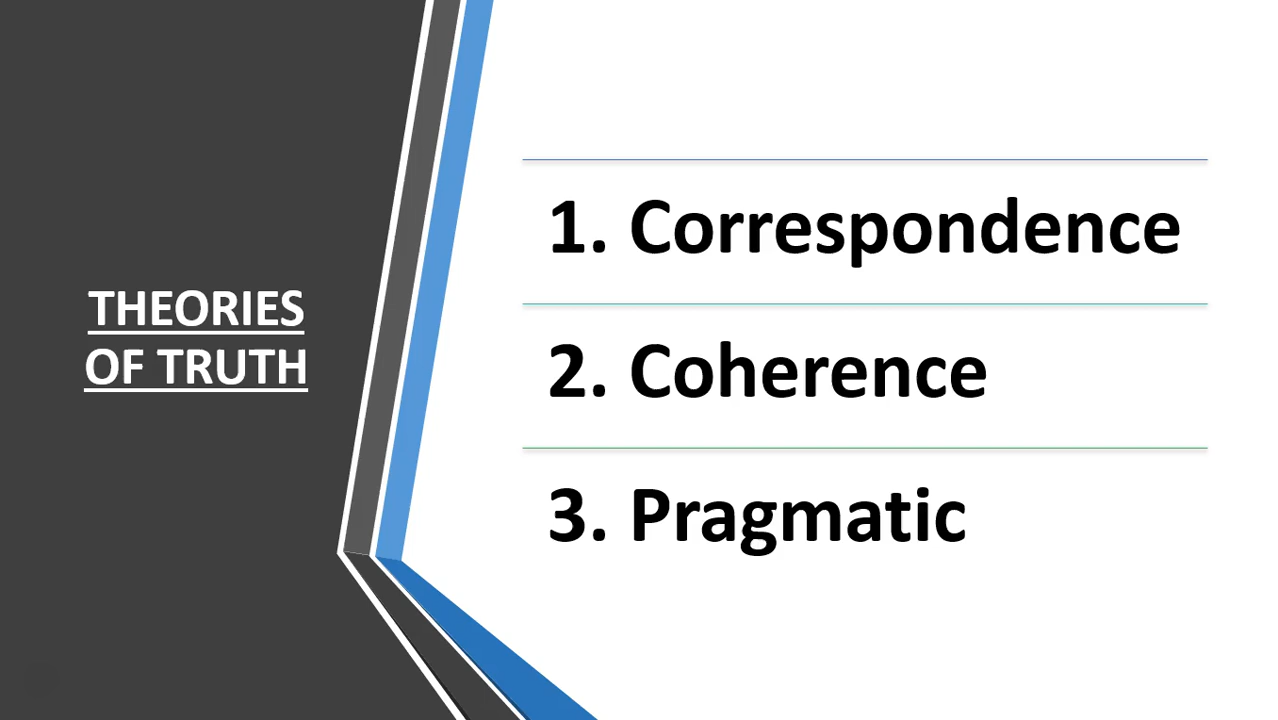 THEORIES
OF TRUTH
1. Correspondence
2. Coherence
3. Pragmatic